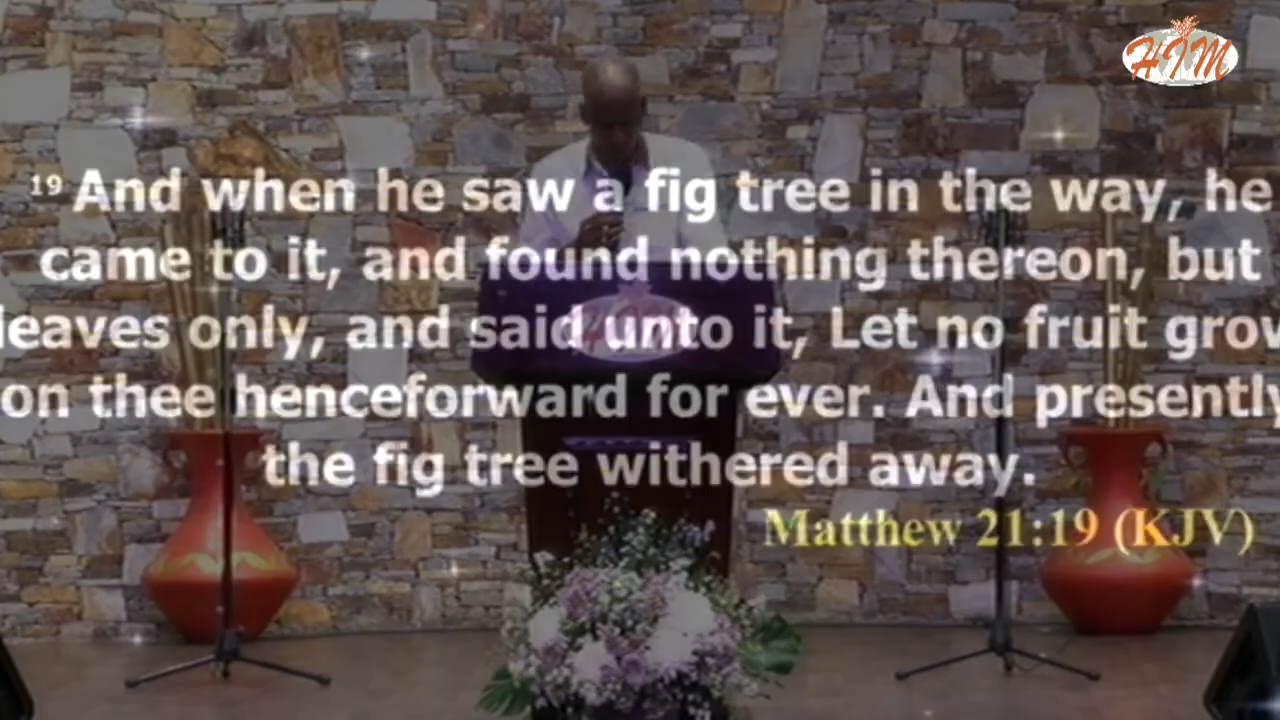 HIM
19 And when he saw a fig tree in the way, he
came to it, and found nothing thereon, but
leaves only, and said unto it, Let no fruit grow
on thee henceforward for ever. And presently
the fig tree withered away.
Matthew 21:19 (KJV)
HIM